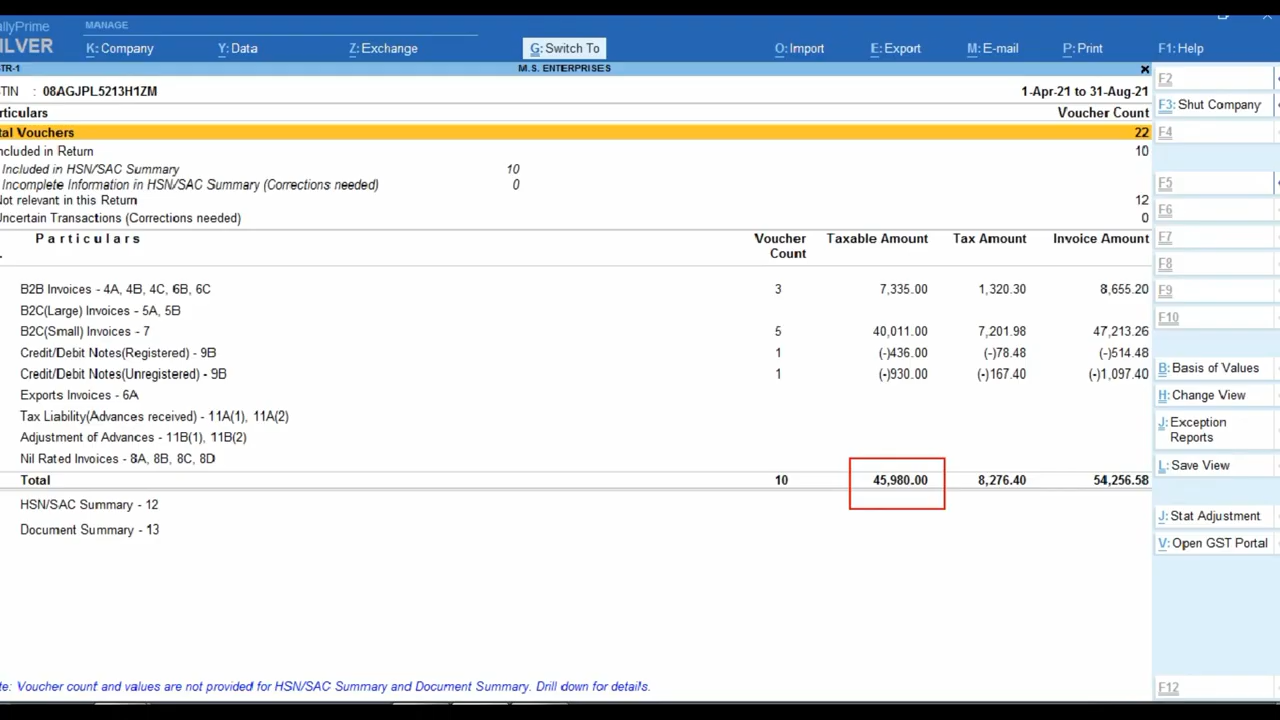 allyPrime MANAGE
ILVER K: Company Y: Data Z: Exchange G: Switch To O: Import E: Export M: E-mail P: Print F1: Help
TR-1 M.S. ENTERPRISES
TIN : 08AGJPL5213H1ZM 1-Apr-21 to 31-Aug-21
rticulars Voucher Count
tal Vouchers 22
ncluded in Return 10
Included in HSN/SAC Summary 10
Incomplete Information in HSN/SAC Summary (Corrections needed) 0
Not relevant in this Return 12
Uncertain Transactions (Corrections needed) 0
Particulars Voucher Count Taxable Amount Tax Amount Invoice Amount
B2B Invoices - 4A, 4B, 4C, 6B, 6C 3 7,335.00 1,320.30 8,655.20
B2C(Large) Invoices - 5A, 5B
B2C(Small) Invoices - 7 5 40,011.00 7,201.98 47,213.26
Credit/Debit Notes(Registered) - 9B 1 (-)436.00 (-)78.48 (-)514.48
Credit/Debit Notes(Unregistered) - 9B 1 (-)930.00 (-)167.40 (-)1,097.40
Exports Invoices - 6A
Tax Liability(Advances received) - 11A(1), 11A(2)
Adjustment of Advances - 11B(1), 11B(2)
Nil Rated Invoices - 8A, 8B, 8C, 8D
Total 10 45,980.00 8,276.40 54,256.58
HSN/SAC Summary - 12
Document Summary - 13
te: Voucher count and values are not provided for HSN/SAC Summary and Document Summary. Drill down for details.
F2
F3: Shut Company
F4
F5
F6
F7
F8
F9
F10
B: Basis of Values
H: Change View
J: Exception
Reports
L: Save View
J: Stat Adjustment
V: Open GST Portal
F12